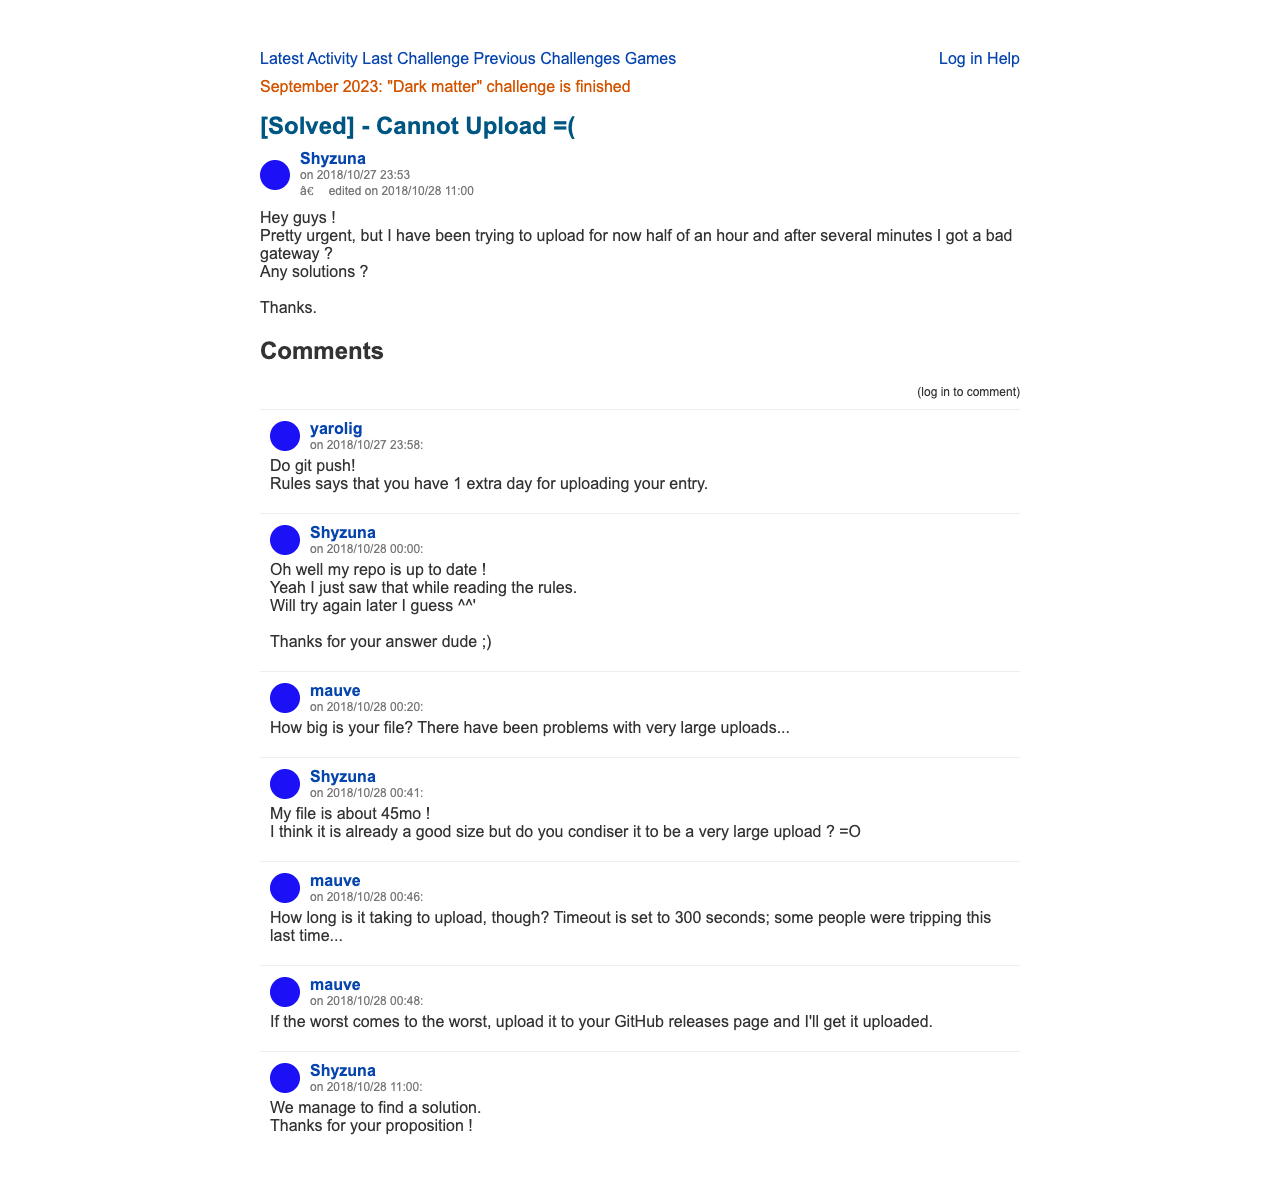 Latest Activity Last Challenge Previous Challenges Games Log in Help
September 2023: "Dark matter" challenge is finished
[Solved] - Cannot Upload =(
Shyzuna
on 2018/10/27 23:53
â€ edited on 2018/10/28 11:00
Hey guys !
Pretty urgent, but I have been trying to upload for now half of an hour and after several minutes I got a bad
gateway ?
Any solutions ?
Thanks.
Comments
(log in to comment)
yarolig
on 2018/10/27 23:58:
Do git push!
Rules says that you have 1 extra day for uploading your entry.
Shyzuna
on 2018/10/28 00:00:
Oh well my repo is up to date !
Yeah I just saw that while reading the rules.
Will try again later I guess ^^'
Thanks for your answer dude ;)
mauve
on 2018/10/28 00:20:
How big is your file? There have been problems with very large uploads...
Shyzuna
on 2018/10/28 00:41:
My file is about 45mo !
I think it is already a good size but do you condiser it to be a very large upload ? =O
mauve
on 2018/10/28 00:46:
How long is it taking to upload, though? Timeout is set to 300 seconds; some people were tripping this
last time...
mauve
on 2018/10/28 00:48:
If the worst comes to the worst, upload it to your GitHub releases page and I'll get it uploaded.
Shyzuna
on 2018/10/28 11:00:
We manage to find a solution.
Thanks for your proposition !